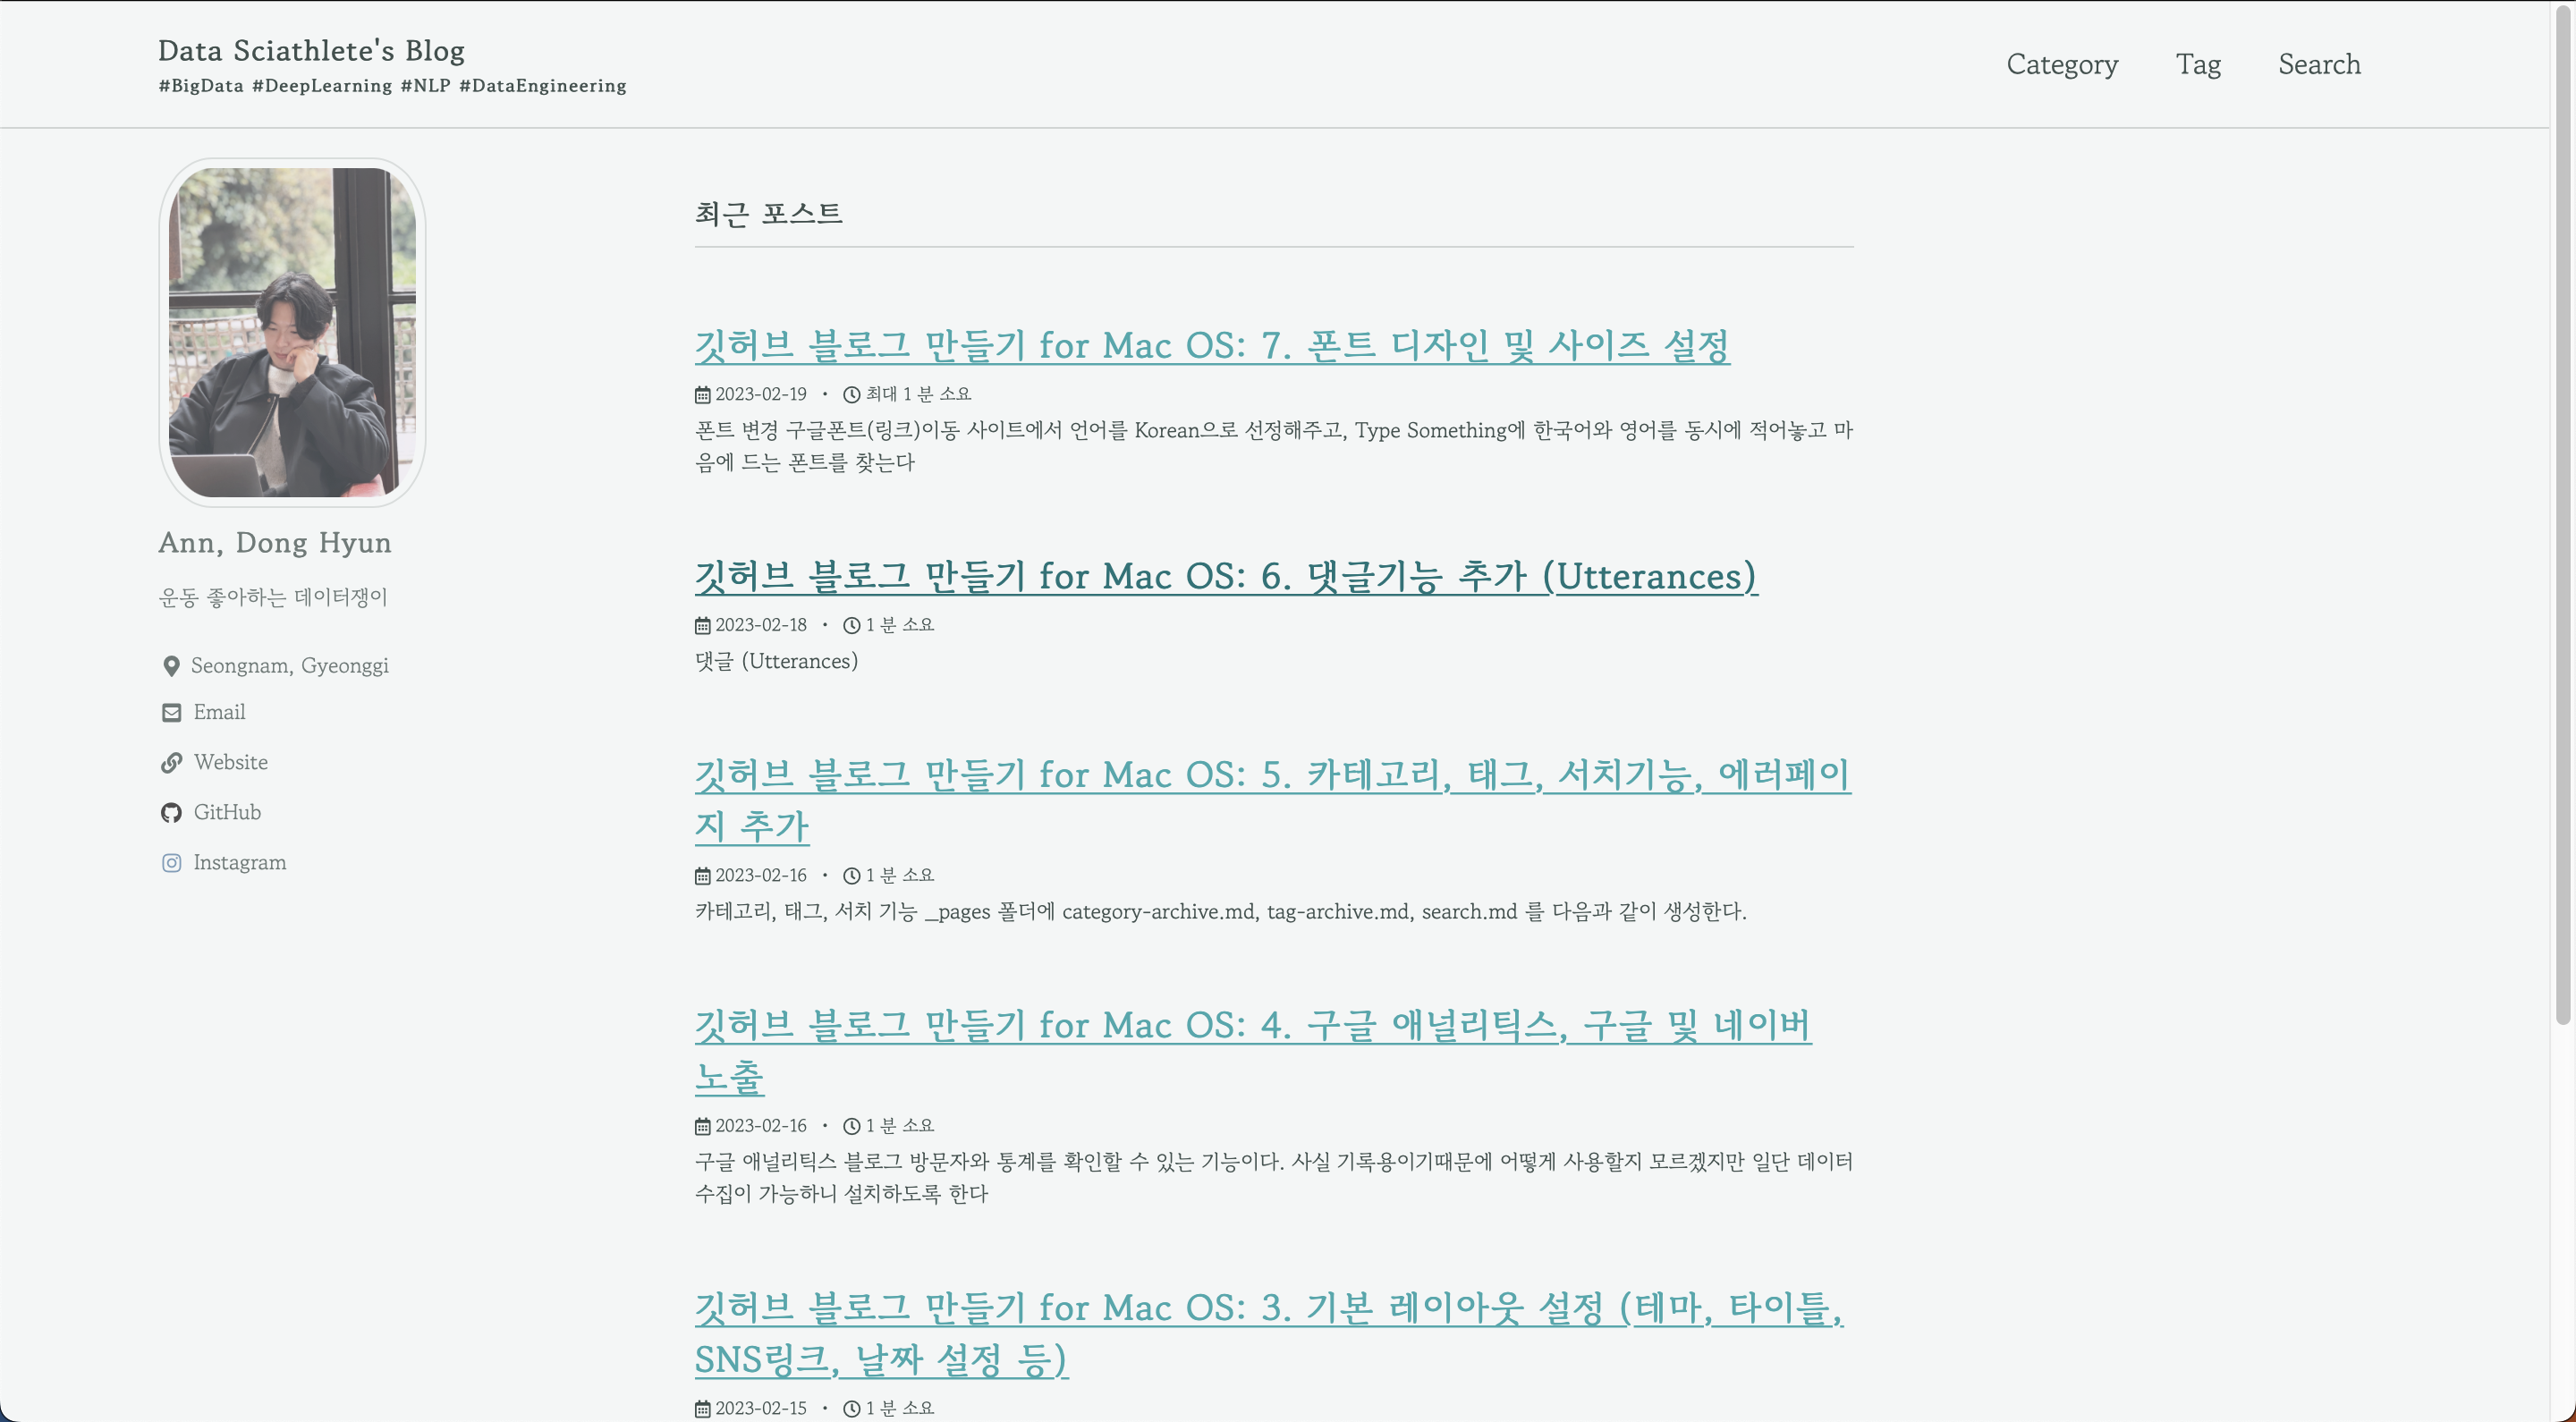 Data Sciathlete's Blog
#BigData #DeepLearning #NLP #DataEngineering
Category Tag Search
Ann, Dong Hyun
운동 좋아하는 데이터쟁이
Seongnam, Gyeonggi
Email
Website
GitHub
Instagram
최근 포스트
깃허브 블로그 만들기 for Mac OS: 7. 폰트 디자인 및 사이즈 설정
2023-02-19 • 최대 1 분 소요
폰트 변경 구글폰트(링크)이동 사이트에서 언어를 Korean으로 선정해주고, Type Something에 한국어와 영어를 동시에 적어놓고 마
음에 드는 폰트를 찾는다
깃허브 블로그 만들기 for Mac OS: 6. 댓글기능 추가 (Utterances)
2023-02-18 • 1 분 소요
댓글 (Utterances)
깃허브 블로그 만들기 for Mac OS: 5. 카테고리, 태그, 서치기능, 에러페이
지 추가
2023-02-16 • 1 분 소요
카테고리, 태그, 서치 기능 _pages 폴더에 category-archive.md, tag-archive.md, search.md 를 다음과 같이 생성한다.
깃허브 블로그 만들기 for Mac OS: 4. 구글 애널리틱스, 구글 및 네이버
노출
2023-02-16 • 1 분 소요
구글 애널리틱스 블로그 방문자와 통계를 확인할 수 있는 기능이다. 사실 기록용이기때문에 어떻게 사용할지 모르겠지만 일단 데이터
수집이 가능하니 설치하도록 한다
깃허브 블로그 만들기 for Mac OS: 3. 기본 레이아웃 설정 (테마, 타이틀,
SNS링크, 날짜 설정 등)
2023-02-15 • 1 분 소요